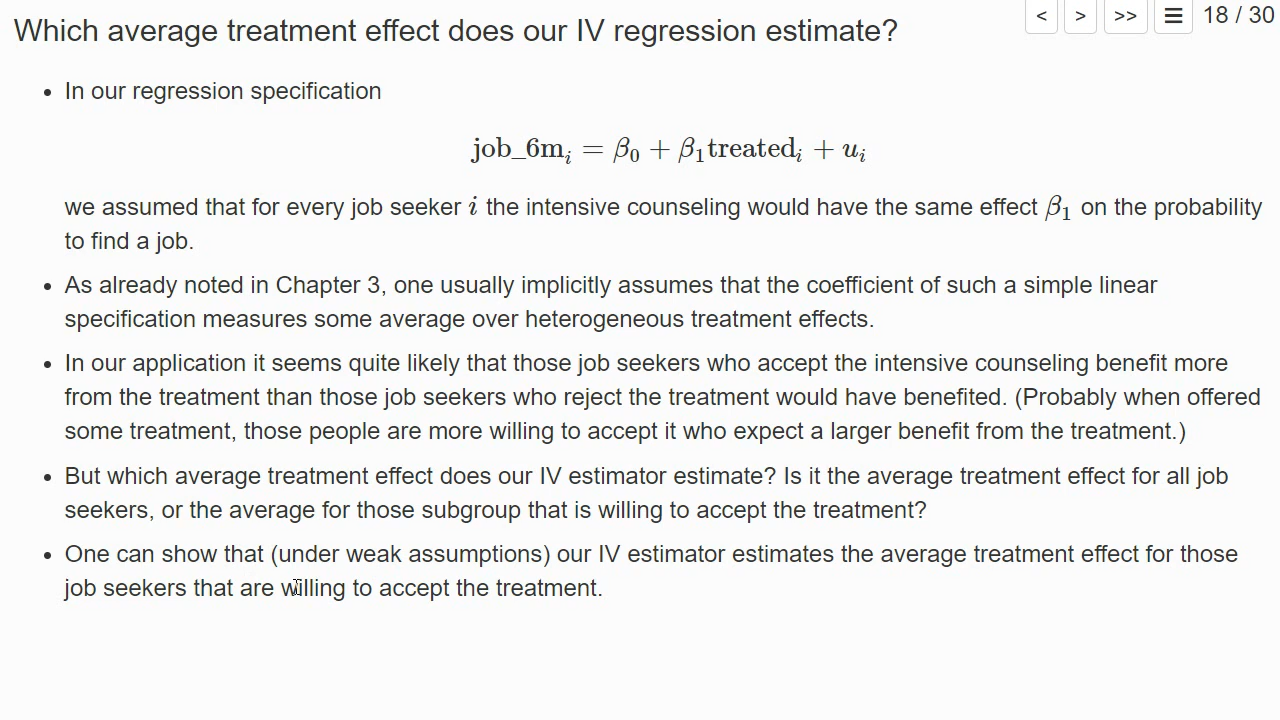 Which average treatment effect does our IV regression estimate?
< > >> ☰ 18 / 30
• In our regression specification
job_6mᵢ = β₀ + β₁treatedᵢ + uᵢ
we assumed that for every job seeker i the intensive counseling would have the same effect β₁ on the probability
to find a job.
• As already noted in Chapter 3, one usually implicitly assumes that the coefficient of such a simple linear
specification measures some average over heterogeneous treatment effects.
• In our application it seems quite likely that those job seekers who accept the intensive counseling benefit more
from the treatment than those job seekers who reject the treatment would have benefited. (Probably when offered
some treatment, those people are more willing to accept it who expect a larger benefit from the treatment.)
• But which average treatment effect does our IV estimator estimate? Is it the average treatment effect for all job
seekers, or the average for those subgroup that is willing to accept the treatment?
• One can show that (under weak assumptions) our IV estimator estimates the average treatment effect for those
job seekers that are willing to accept the treatment.